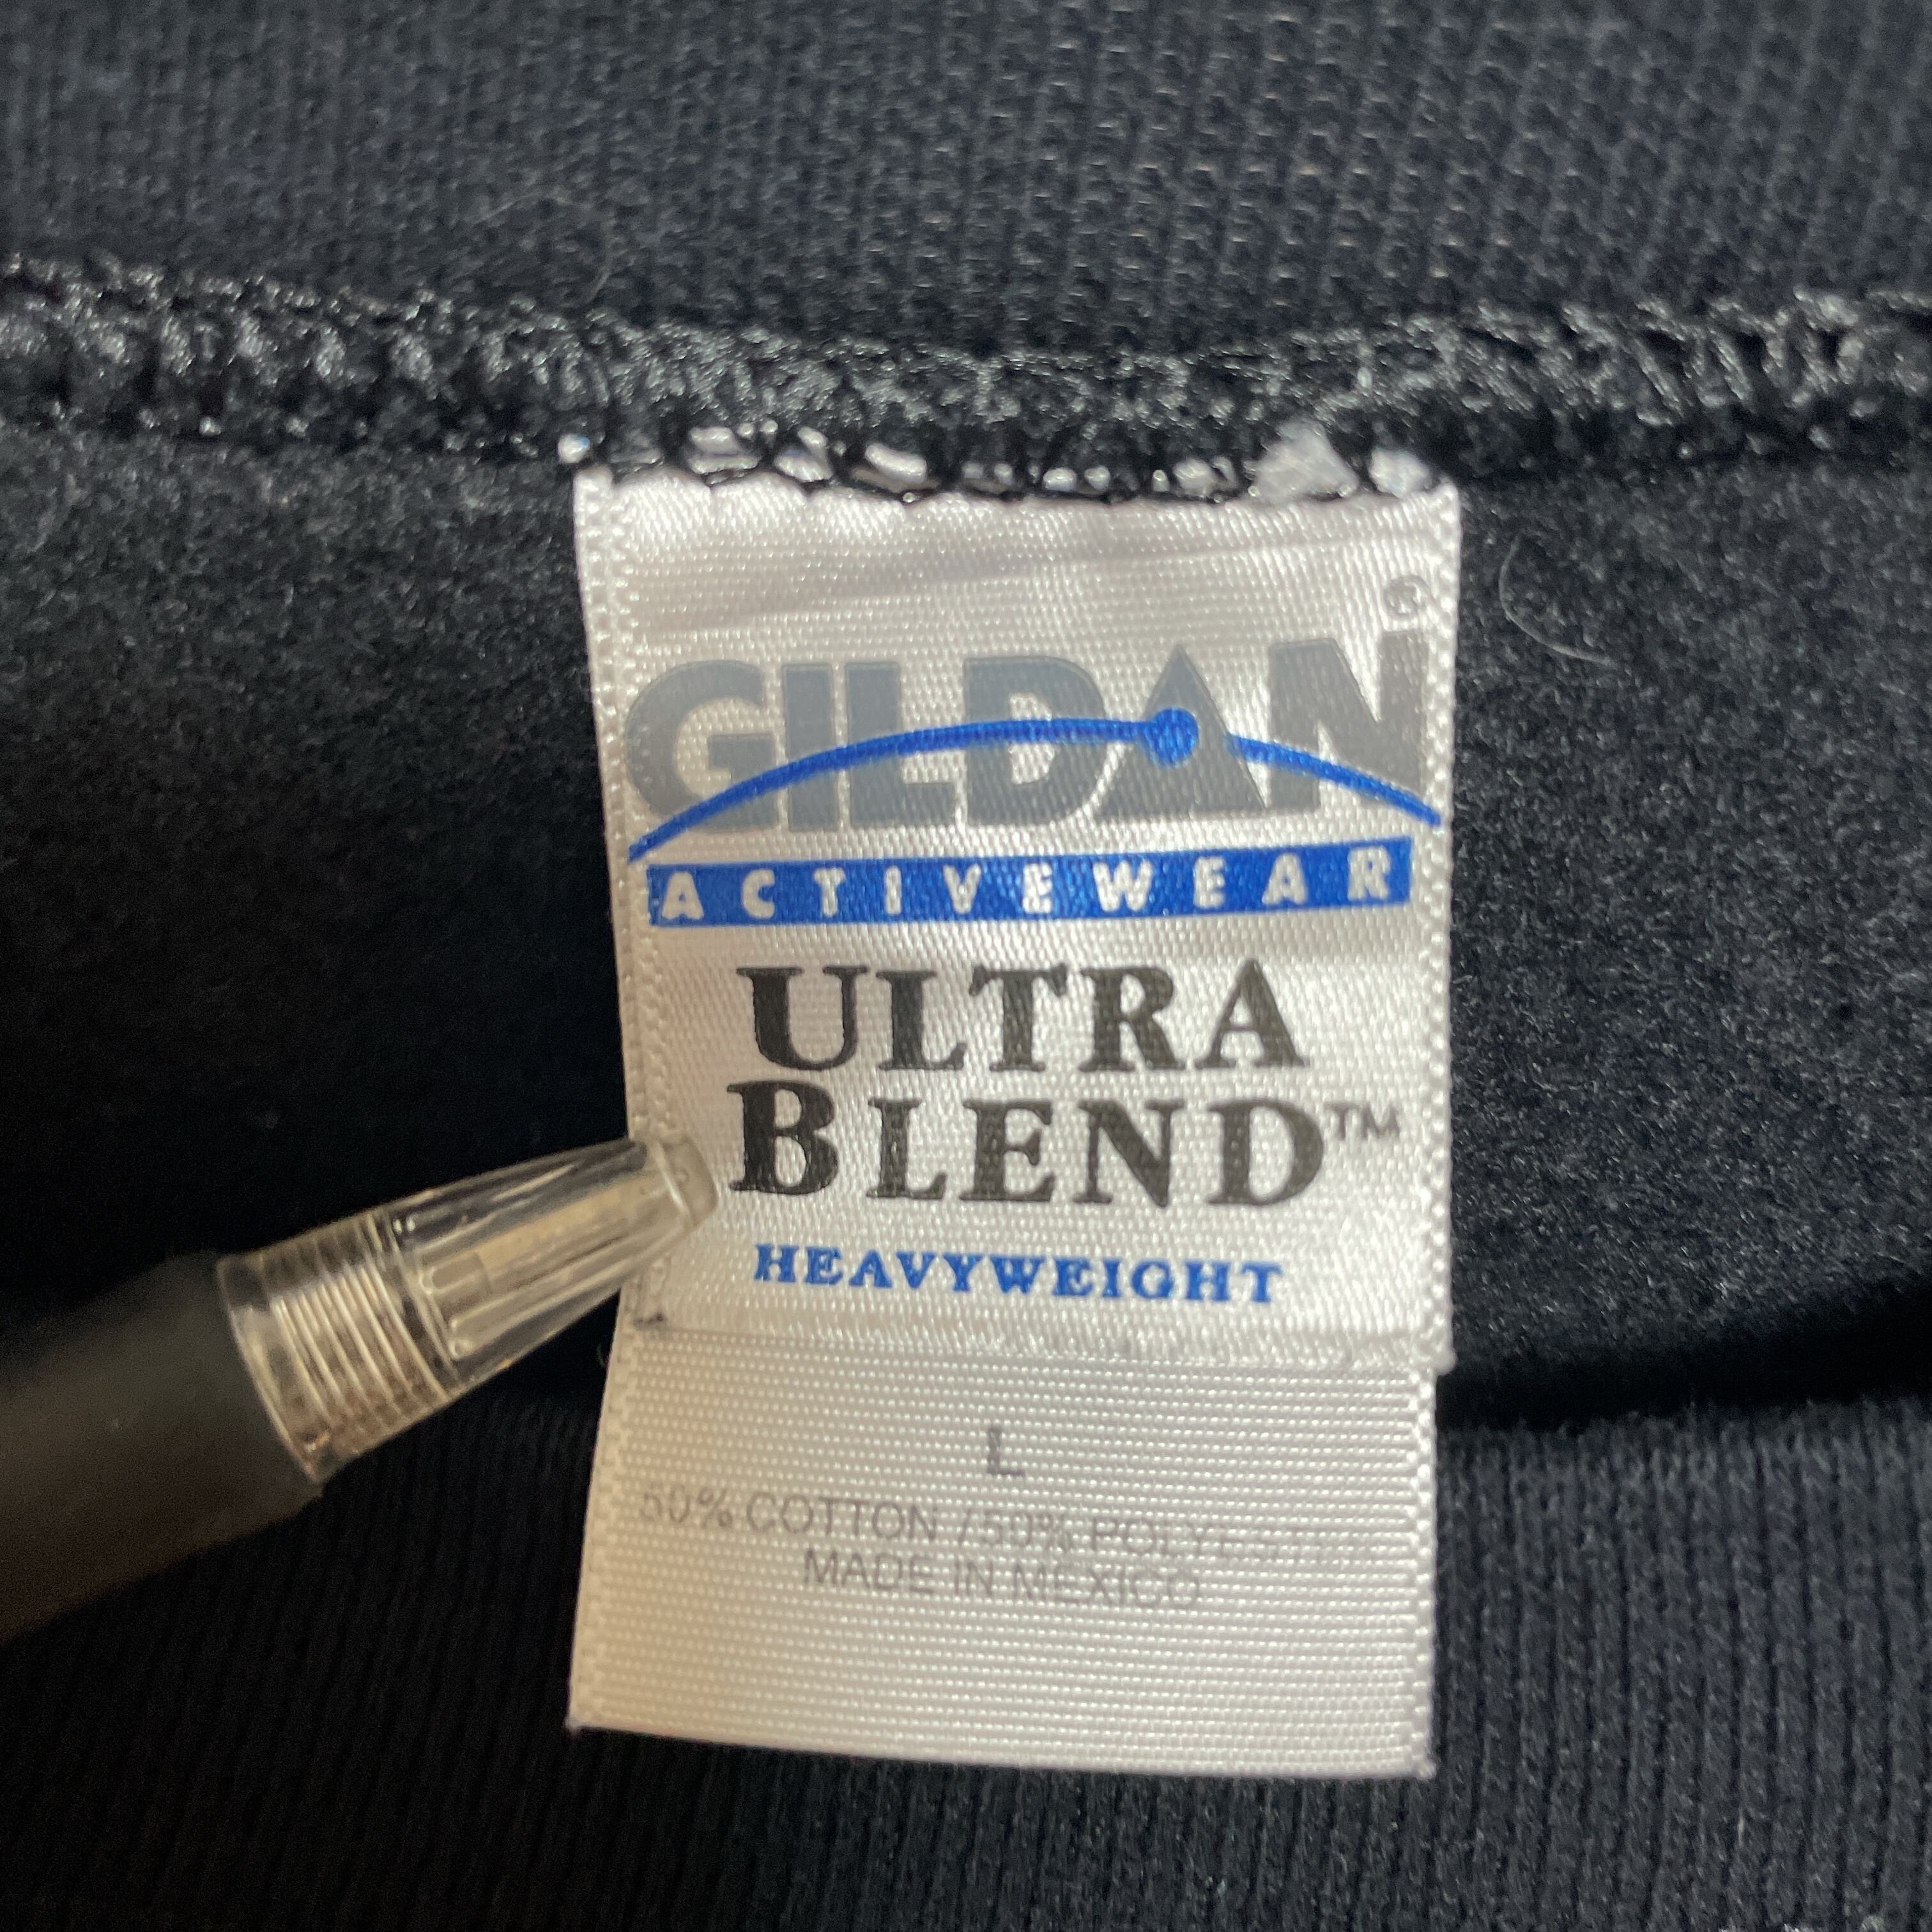 GILDAN
ACTIVEWEAR
ULTRA
BLEND™
HEAVYWEIGHT
L
50% COTTON / 50% POLYESTER
MADE IN MEXICO